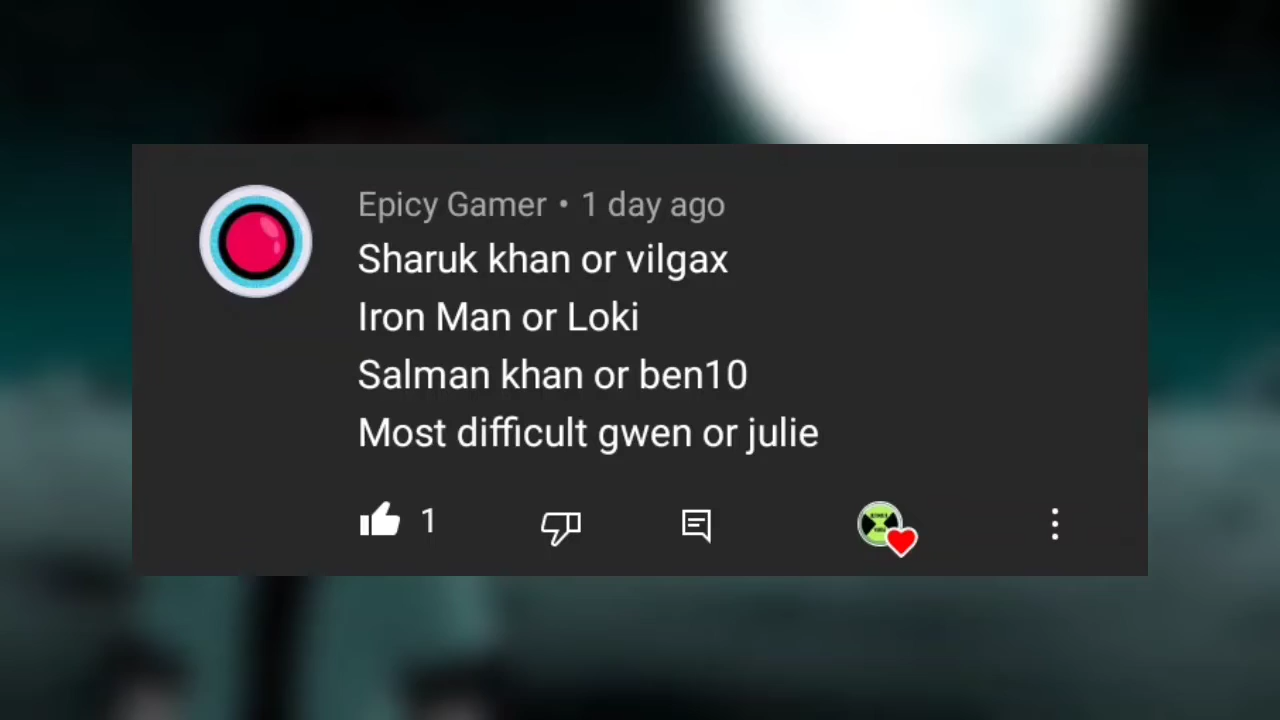 Epicy Gamer • 1 day ago
Sharuk khan or vilgax
Iron Man or Loki
Salman khan or ben10
Most difficult gwen or julie
1